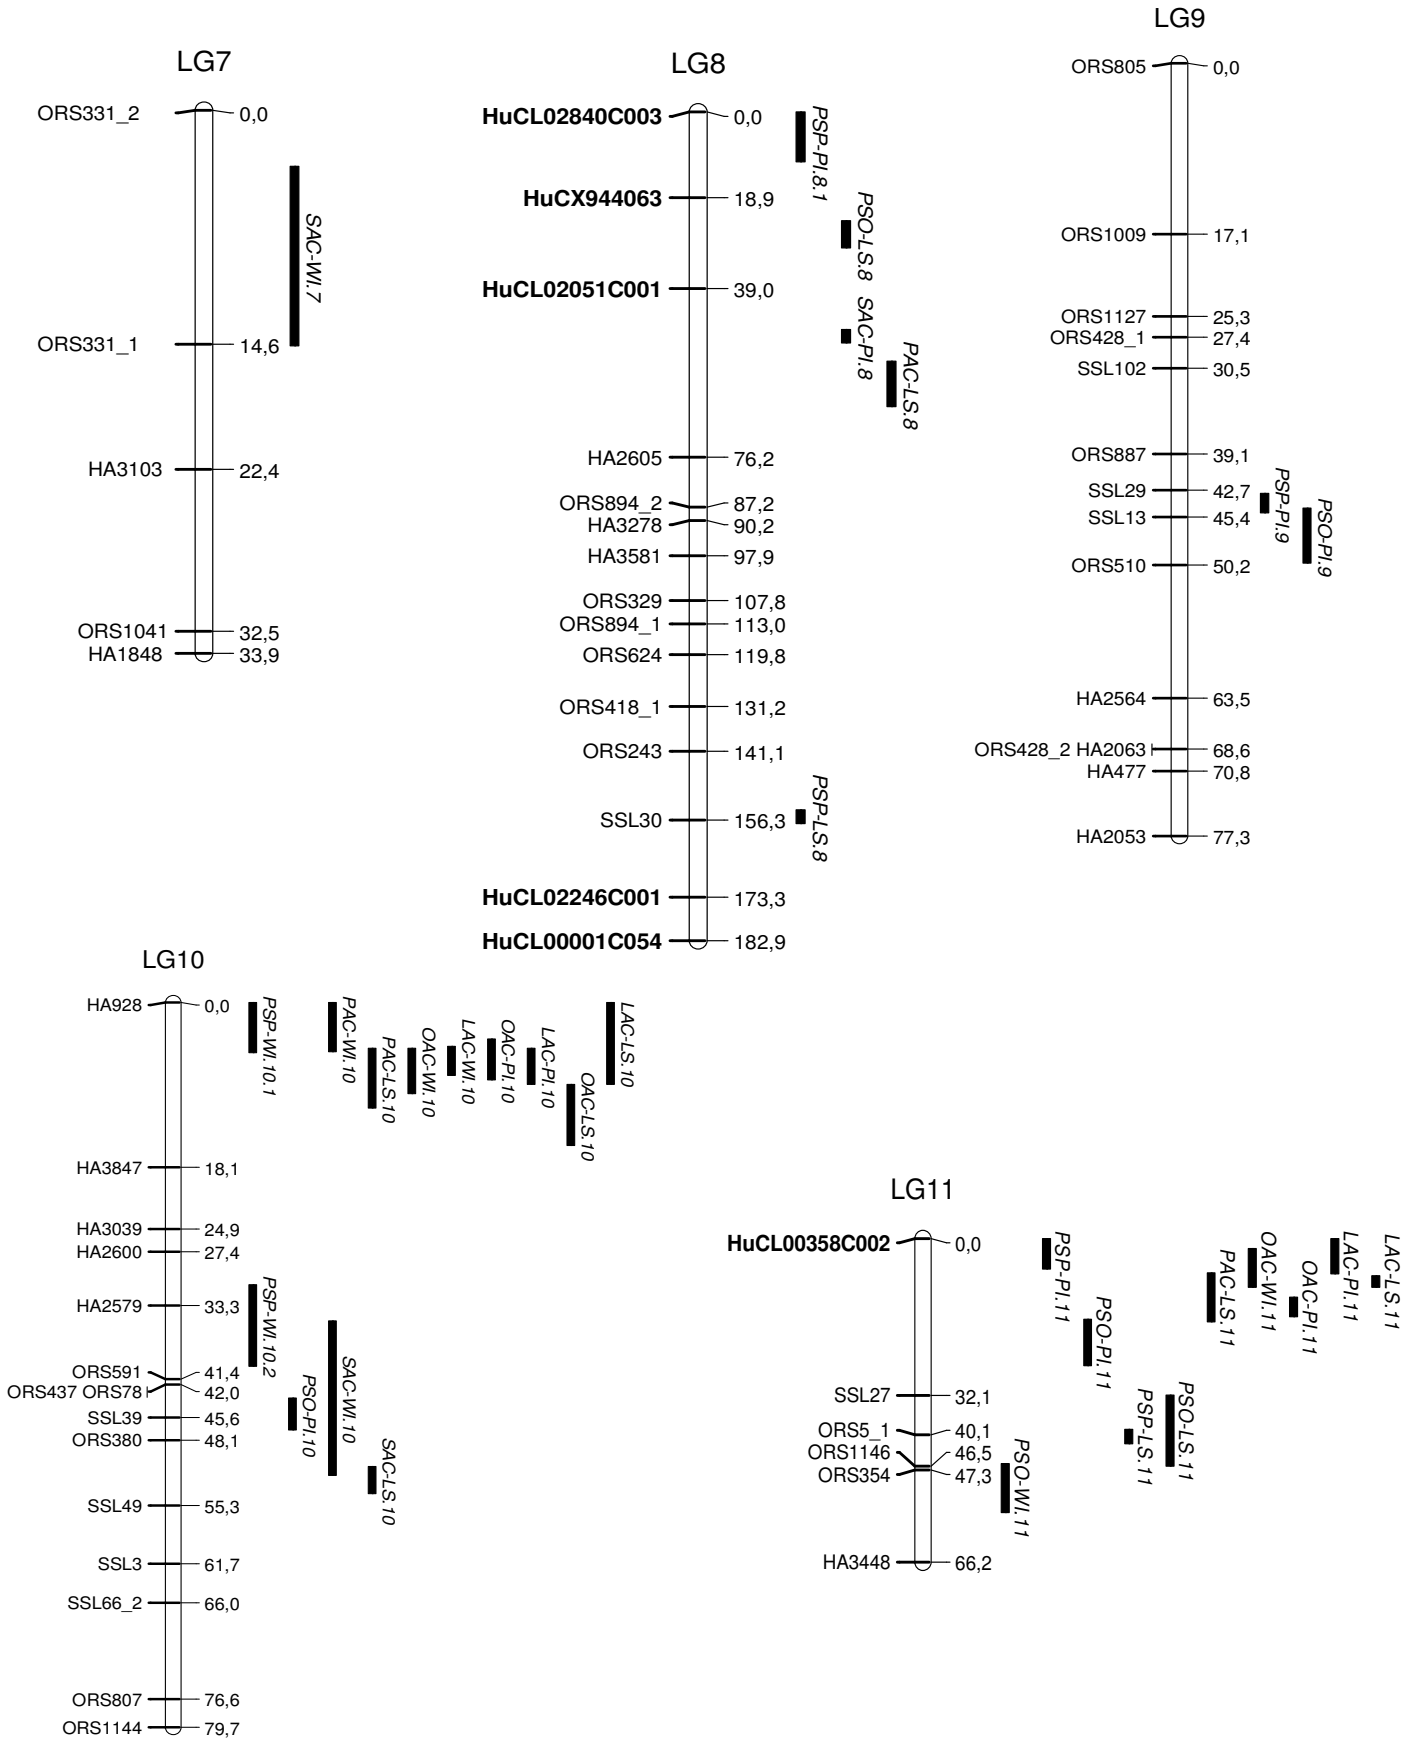 LG7
ORS331_2 0,0
ORS331_1 14,6
HA3103 22,4
ORS1041 32,5
HA1848 33,9
SAC-WI.7
LG8
HuCL02840C003 0,0
HuCX944063 18,9
HuCL02051C001 39,0
HA2605 76,2
ORS894_2 87,2
HA3278 90,2
HA3581 97,9
ORS329 107,8
ORS894_1 113,0
ORS624 119,8
ORS418_1 131,2
ORS243 141,1
SSL30 156,3
HuCL02246C001 173,3
HuCL00001C054 182,9
PSP-PI.8.1
PSO-LS.8
SAC-PI.8
PAC-LS.8
PSP-LS.8
LG9
ORS805 0,0
ORS1009 17,1
ORS1127 25,3
ORS428_1 27,4
SSL102 30,5
ORS887 39,1
SSL29 42,7
SSL13 45,4
ORS510 50,2
HA2564 63,5
ORS428_2 HA2063 68,6
HA477 70,8
HA2053 77,3
PSP-PI.9
PSO-PI.9
LG10
HA928 0,0
HA3847 18,1
HA3039 24,9
HA2600 27,4
HA2579 33,3
ORS591 41,4
ORS437 ORS78 42,0
SSL39 45,6
ORS380 48,1
SSL49 55,3
SSL3 61,7
SSL66_2 66,0
ORS807 76,6
ORS1144 79,7
PSP-WI.10.1
PAC-WI.10
PAC-LS.10
OAC-WI.10
LAC-WI.10
OAC-PI.10
LAC-PI.10
OAC-LS.10
LAC-LS.10
PSP-WI.10.2
PSO-PI.10
SAC-WI.10
SAC-LS.10
LG11
HuCL00358C002 0,0
SSL27 32,1
ORS5_1 40,1
ORS1146 46,5
ORS354 47,3
HA3448 66,2
PSO-WI.11
PSP-PI.11
PSO-PI.11
PSP-LS.11
PSO-LS.11
PAC-LS.11
OAC-WI.11
OAC-PI.11
LAC-PI.11
LAC-LS.11